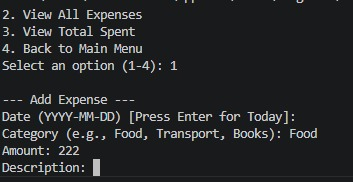 2. View All Expenses
3. View Total Spent
4. Back to Main Menu
Select an option (1-4): 1
--- Add Expense ---
Date (YYYY-MM-DD) [Press Enter for Today]:
Category (e.g., Food, Transport, Books): Food
Amount: 222
Description: